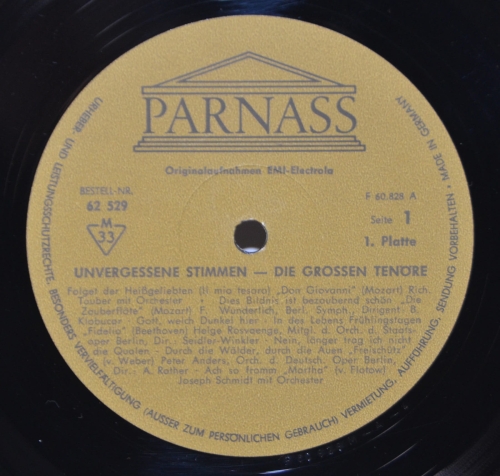 PARNASS
Originalaufnahmen EMI-Electrola
BESTELL-NR.
62 529
M
33
F 60.828 A
Seite 1
1. Platte
UNVERGESSENE STIMMEN — DIE GROSSEN TENÖRE
Folget der Heißgeliebten (Il mio tesoro) „Don Giovanni" (Mozart) Rich.
Tauber mit Orchester - Dies Bildnis ist bezaubernd schön „Die
Zauberflöte" (Mozart) F. Wunderlich, Berl. Symph., Dirigent: B.
Klobucar - Gott, welch Dunkel hier - In des Lebens Frühlingstagen
„Fidelio" (Beethoven) Helge Rosvaenge, Mitgl. d. Orch. d. Staats-
oper Berlin, Dir.: Seidler-Winkler - Nein, länger trag ich nicht
die Qualen - Durch die Wälder, durch die Auen „Freischütz"
(v. Weber) Peter Anders, Orch. d. Deutsch. Oper Berlin,
Dir.: A. Rother - Ach so fromm „Martha" (v. Flotow)
Joseph Schmidt mit Orchester
URHEBER- UND LEISTUNGSSCHUTZRECHTE, BESONDERS VERVIELFÄLTIGUNG (AUSSER ZUM PERSÖNLICHEN GEBRAUCH) VERMIETUNG, AUFFÜHRUNG, SENDUNG VORBEHALTEN • MADE IN GERMANY